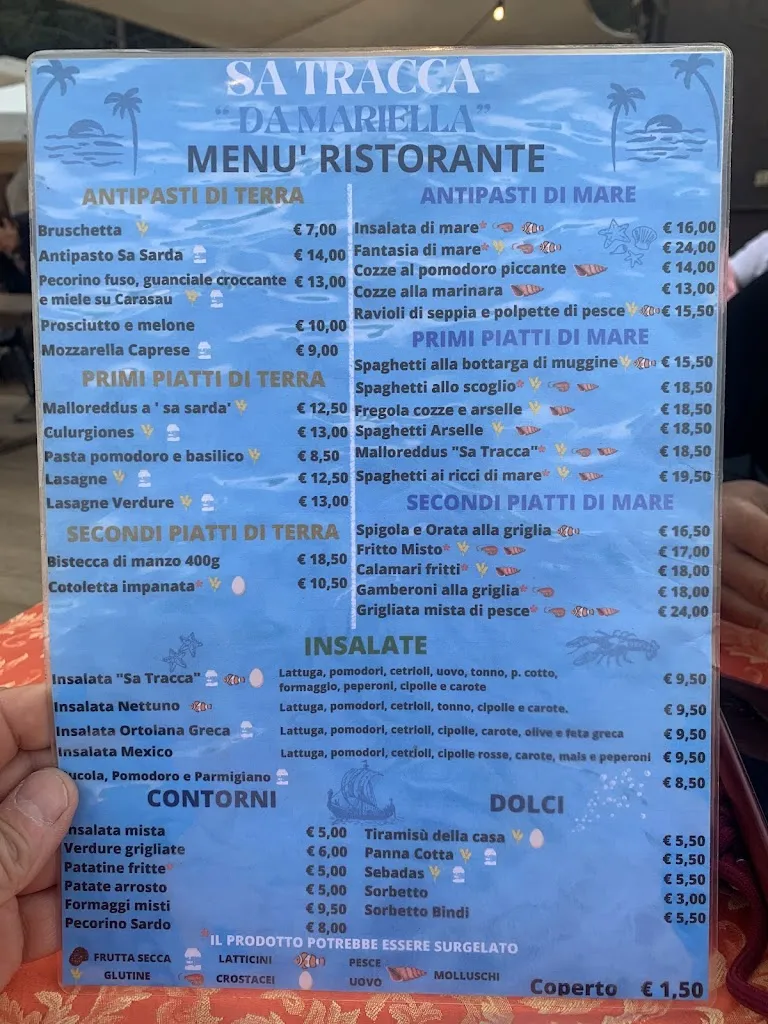 SA TRACCA
“DA MARIELLA”
MENU' RISTORANTE
ANTIPASTI DI TERRA
Bruschetta € 7,00
Antipasto Sa Sarda € 14,00
Pecorino fuso, guanciale croccante € 13,00
e miele su Carasau
Prosciutto e melone € 10,00
Mozzarella Caprese € 9,00
PRIMI PIATTI DI TERRA
Malloreddus a ' sa sarda' € 12,50
Culurgiones € 13,00
Pasta pomodoro e basilico € 8,50
Lasagne € 12,50
Lasagne Verdure € 13,00
SECONDI PIATTI DI TERRA
Bistecca di manzo 400g € 18,50
Cotoletta impanata* € 10,50
ANTIPASTI DI MARE
Insalata di mare* € 16,00
Fantasia di mare* € 24,00
Cozze al pomodoro piccante € 14,00
Cozze alla marinara € 13,00
Ravioli di seppia e polpette di pesce € 15,50
PRIMI PIATTI DI MARE
Spaghetti alla bottarga di muggine € 15,50
Spaghetti allo scoglio* € 18,50
Fregola cozze e arselle € 18,50
Spaghetti Arselle € 18,50
Malloreddus "Sa Tracca"* € 18,50
Spaghetti ai ricci di mare* € 19,50
SECONDI PIATTI DI MARE
Spigola e Orata alla griglia € 16,50
Fritto Misto* € 17,00
Calamari fritti* € 18,00
Gamberoni alla griglia* € 18,00
Grigliata mista di pesce* € 24,00
INSALATE
Insalata "Sa Tracca" Lattuga, pomodori, cetrioli, uovo, tonno, p. cotto, € 9,50
formaggio, peperoni, cipolle e carote
Insalata Nettuno Lattuga, pomodori, cetrioli, tonno, cipolle e carote. € 9,50
Insalata Ortolana Greca Lattuga, pomodori, cetrioli, cipolle, carote, olive e feta greca € 9,50
Insalata Mexico Lattuga, pomodori, cetrioli, cipolle rosse, carote, mais e peperoni € 9,50
ucola, Pomodoro e Parmigiano € 8,50
CONTORNI
nsalata mista € 5,00
Verdure grigliate € 6,00
Patatine fritte* € 5,00
Patate arrosto € 5,00
Formaggi misti € 9,50
Pecorino Sardo € 8,00
DOLCI
Tiramisù della casa € 5,50
Panna Cotta € 5,50
Sebadas € 5,50
Sorbetto € 3,00
Sorbetto Bindi € 5,50
*IL PRODOTTO POTREBBE ESSERE SURGELATO
FRUTTA SECCA LATTICINI PESCE
GLUTINE CROSTACEI UOVO MOLLUSCHI
Coperto € 1,50